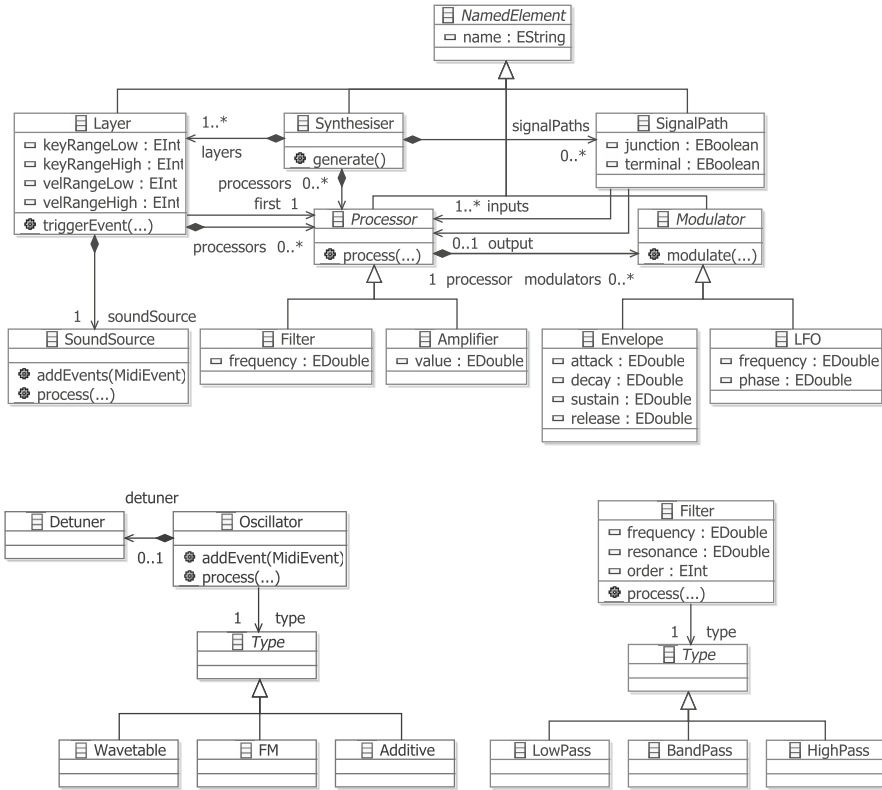 NamedElement
name : EString
Layer
keyRangeLow : EInt
keyRangeHigh : EInt
velRangeLow : EInt
velRangeHigh : EInt
triggerEvent(...)
1..*
layers
Synthesiser
generate()
signalPaths
0..*
SignalPath
junction : EBoolean
terminal : EBoolean
processors 0..*
first 1
processors 0..*
Processor
process(...)
1..* inputs
0..1 output
1 processor modulators 0..*
Modulator
modulate(...)
1 soundSource
SoundSource
addEvents(MidiEvent)
process(...)
Filter
frequency : EDouble
Amplifier
value : EDouble
Envelope
attack : EDouble
decay : EDouble
sustain : EDouble
release : EDouble
LFO
frequency : EDouble
phase : EDouble
detuner
Detuner
0..1
Oscillator
addEvent(MidiEvent)
process(...)
1 type
Type
Wavetable
FM
Additive
Filter
frequency : EDouble
resonance : EDouble
order : EInt
process(...)
1 type
Type
LowPass
BandPass
HighPass